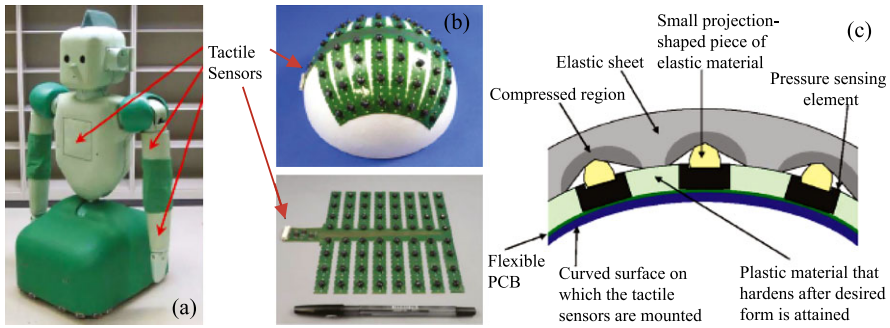 Tactile
Sensors
(a)
(b)
(c)
Small projection-
shaped piece of
elastic material
Elastic sheet
Pressure sensing
element
Compressed region
Flexible
PCB
Curved surface on
which the tactile
sensors are mounted
Plastic material that
hardens after desired
form is attained